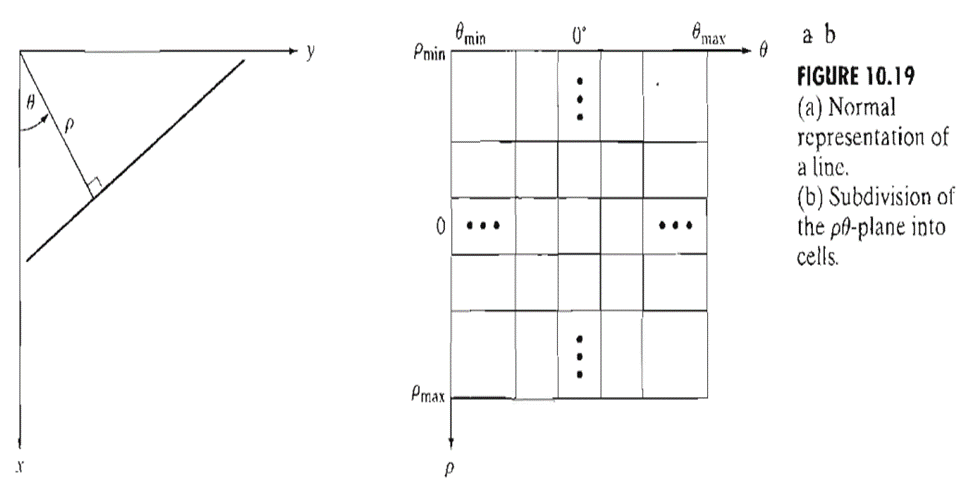 y
θ
ρ
x
θmin
0°
θmax
θ
ρmin
0
ρmax
ρ
a b
FIGURE 10.19
(a) Normal
representation of
a line.
(b) Subdivision of
the ρθ-plane into
cells.